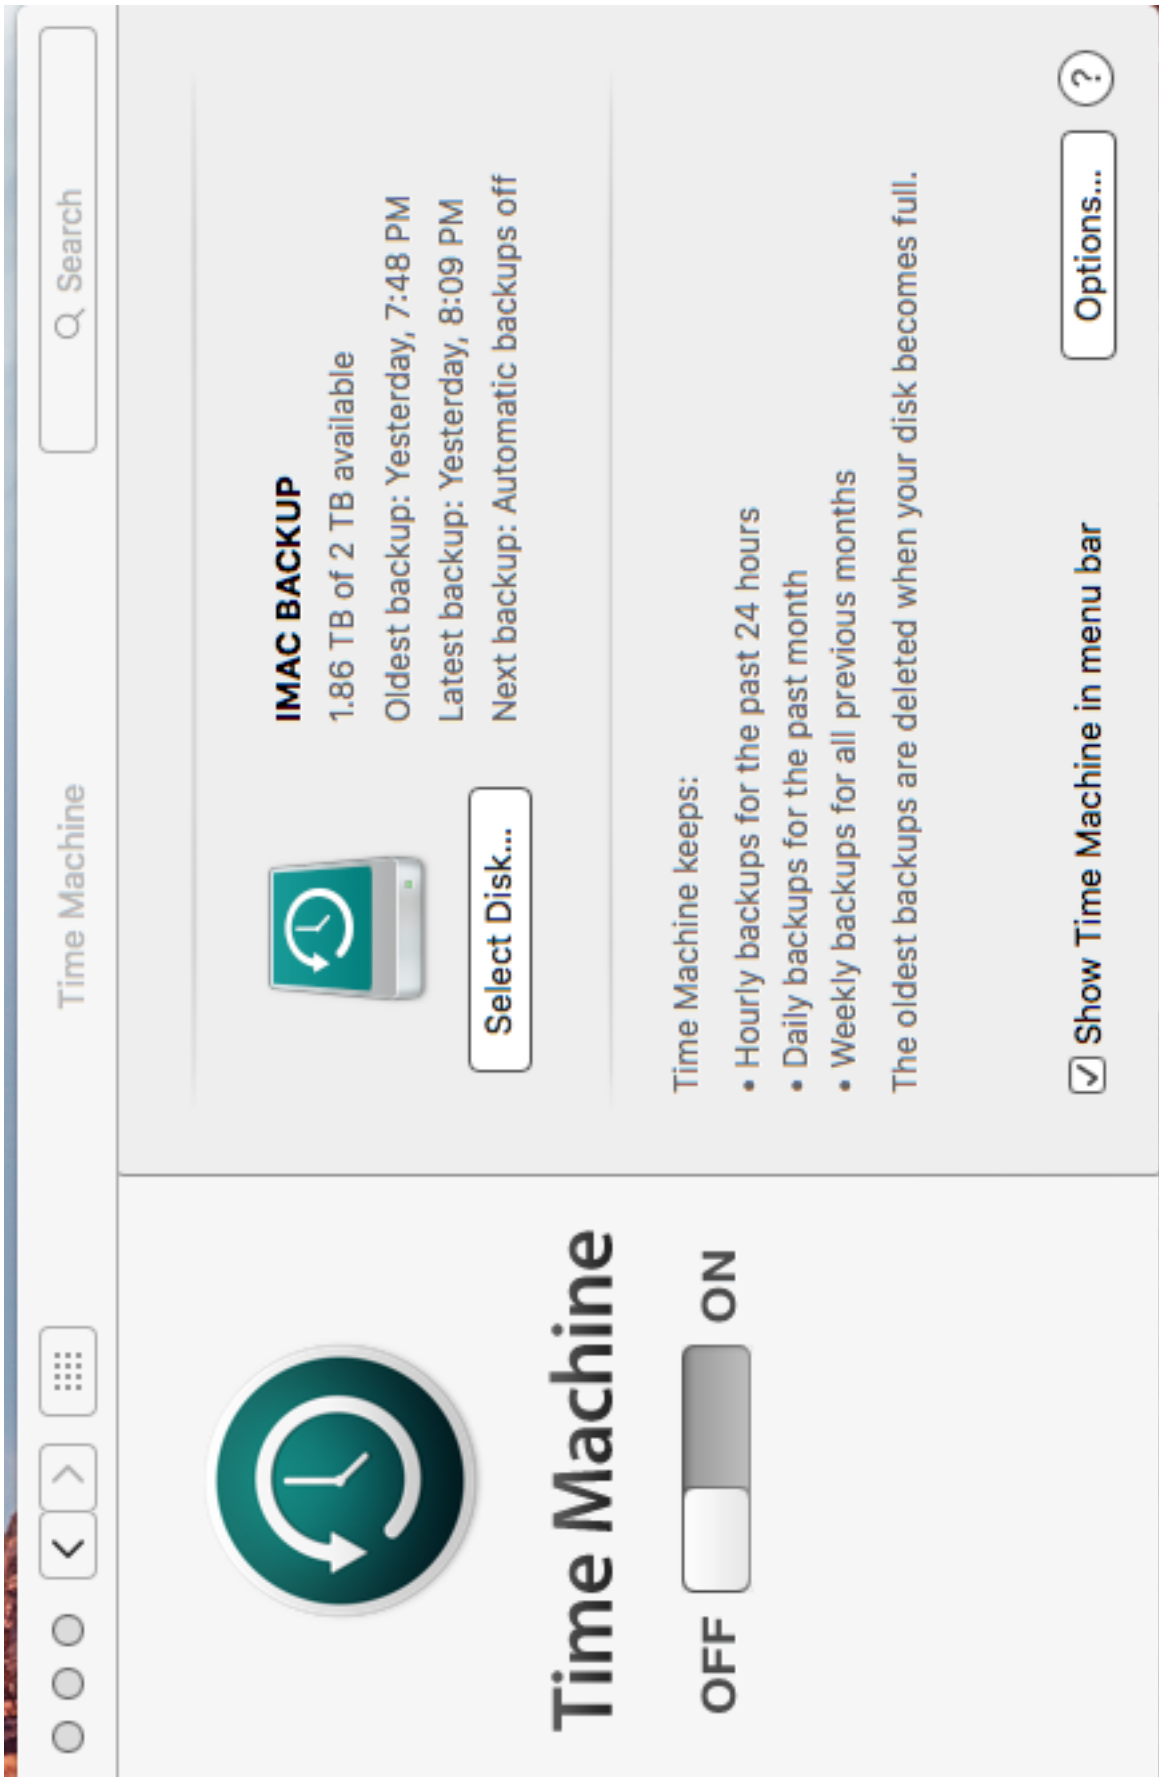 Time Machine
Search
Time Machine
OFF
ON
Select Disk...
IMAC BACKUP
1.86 TB of 2 TB available
Oldest backup: Yesterday, 7:48 PM
Latest backup: Yesterday, 8:09 PM
Next backup: Automatic backups off
Time Machine keeps:
• Hourly backups for the past 24 hours
• Daily backups for the past month
• Weekly backups for all previous months
The oldest backups are deleted when your disk becomes full.
Show Time Machine in menu bar
Options...
?